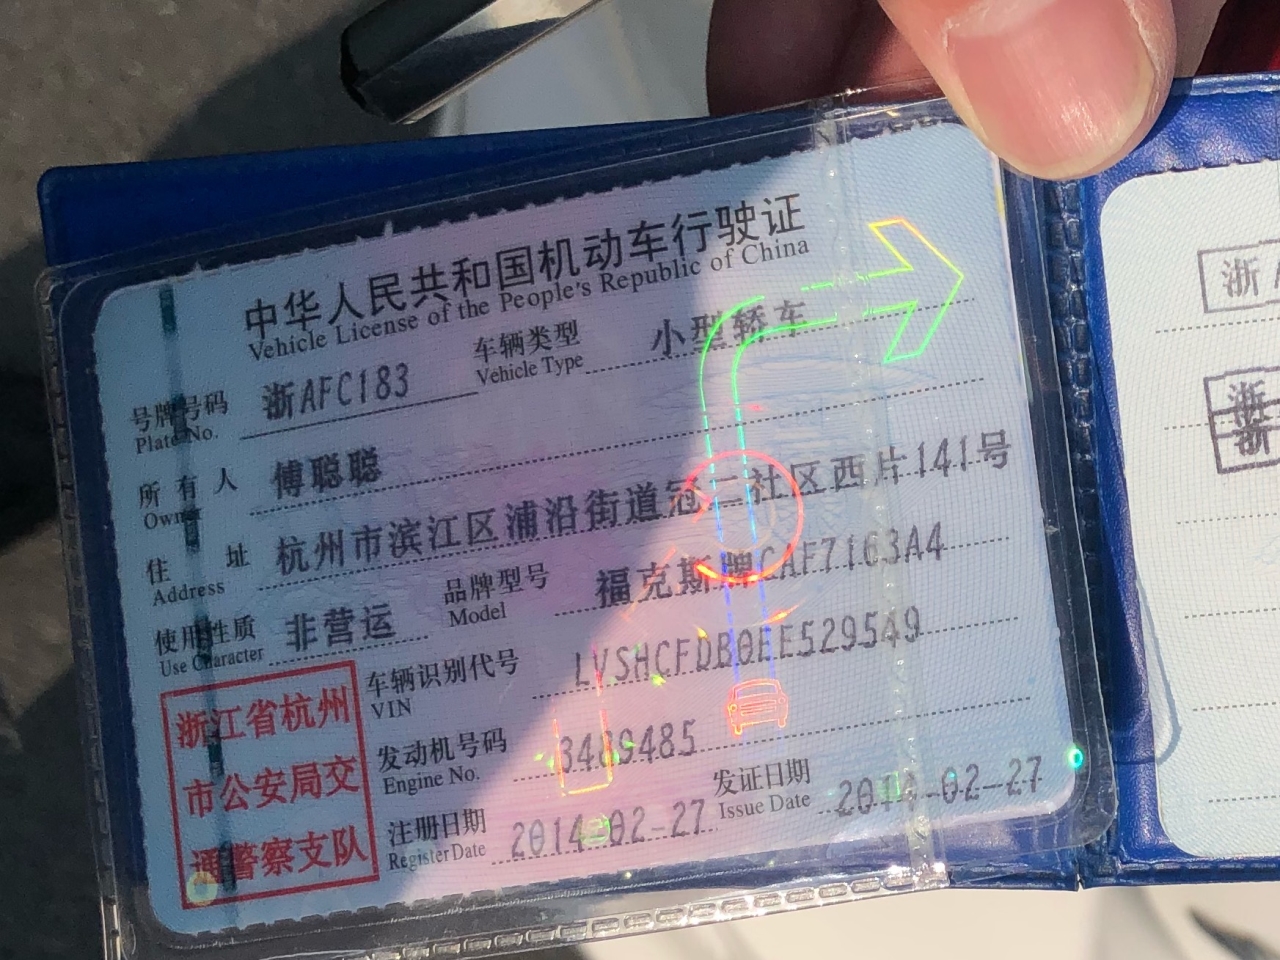 中华人民共和国机动车行驶证
Vehicle License of the People's Republic of China
号牌号码 浙AFC183 车辆类型 小型轿车
Plate No. Vehicle Type
所有人 傅聪聪
Owner
住址 杭州市滨江区浦沿街道冠二社区西片141号
Address
使用性质 非营运 品牌型号 福克斯牌CAF7163A4
Use Character Model
车辆识别代号 LVSHCFDB0EE529549
VIN
发动机号码 3489485
Engine No.
注册日期 2014-02-27 发证日期 2014-02-27
Register Date Issue Date
浙江省杭州
市公安局交
通警察支队
浙
浙
浙